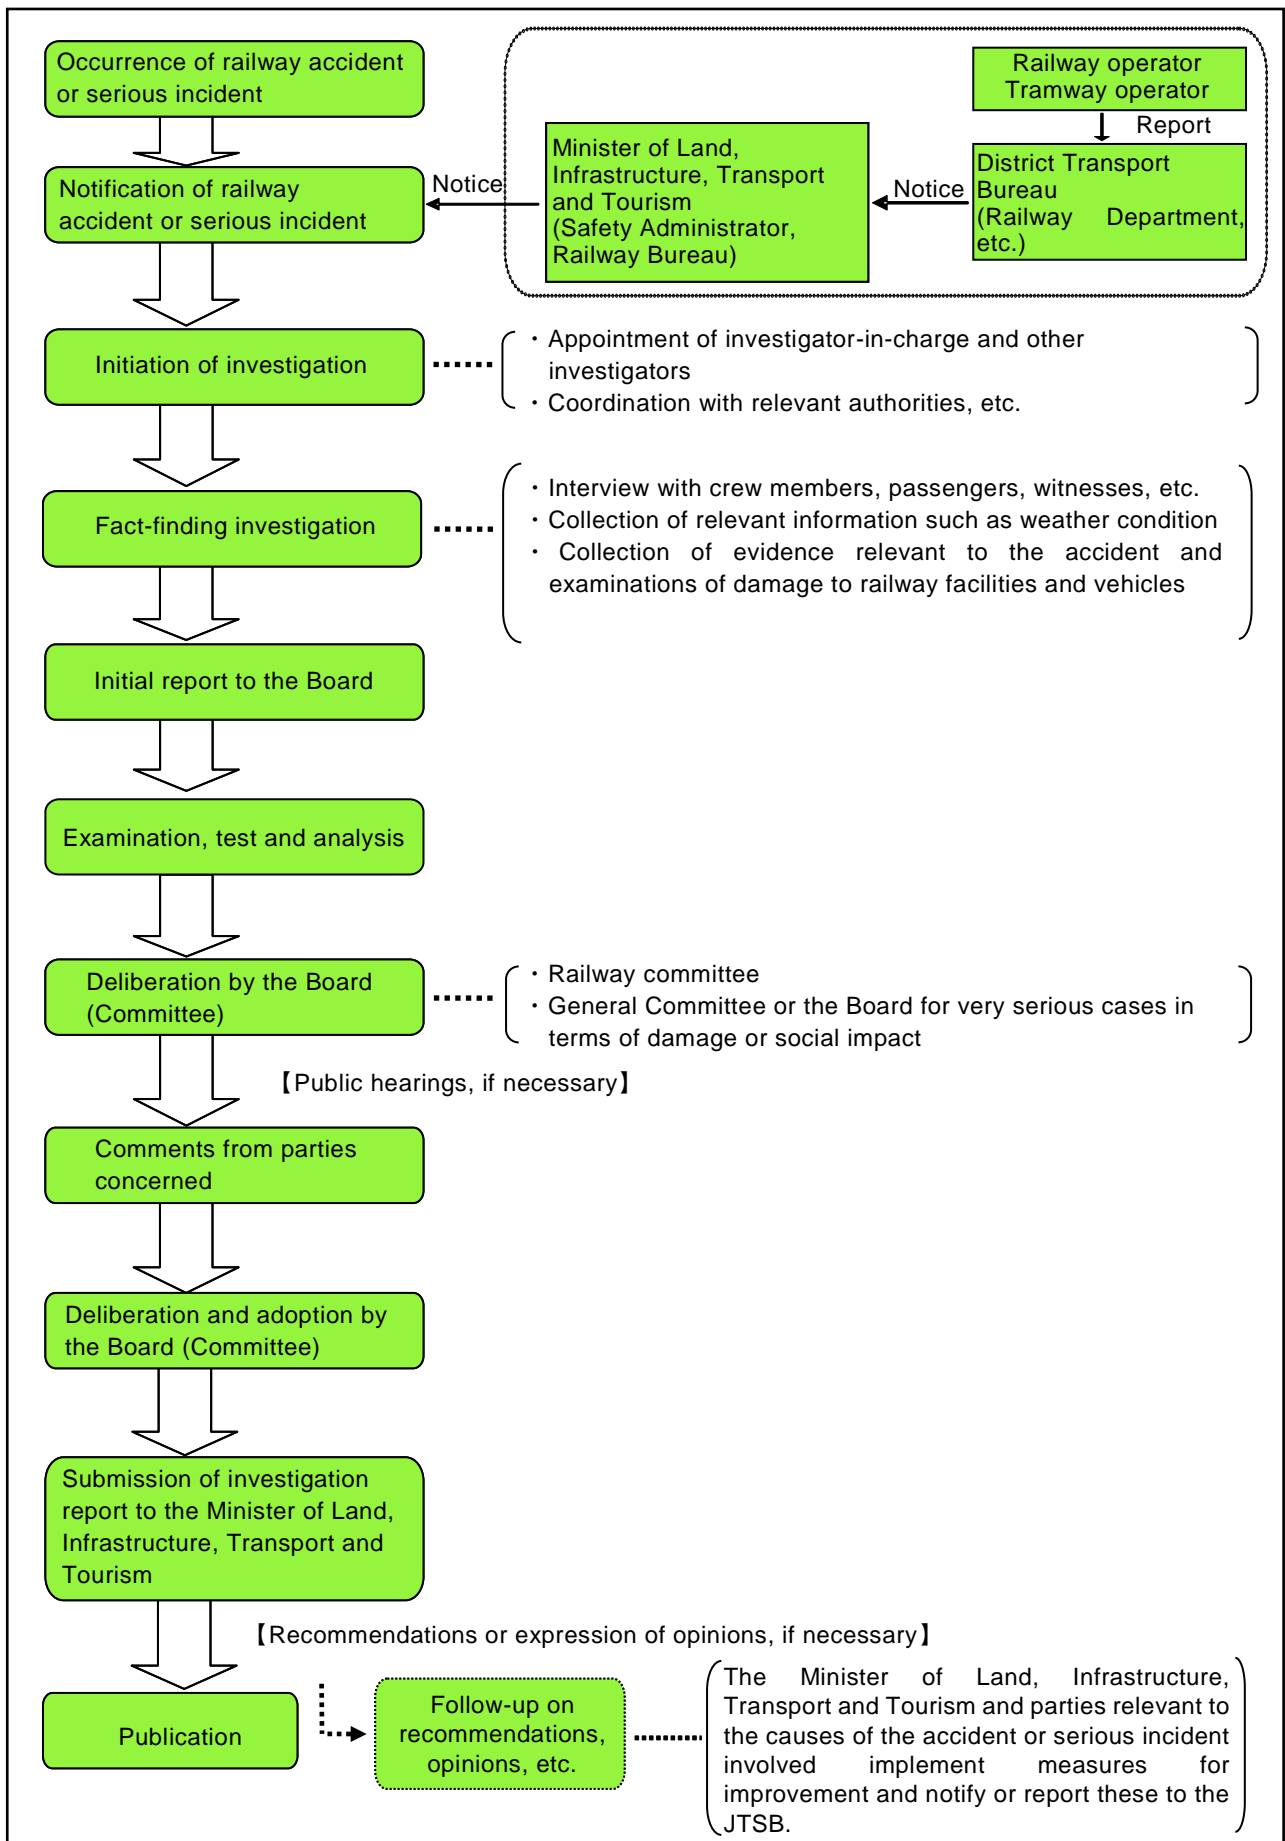 Occurrence of railway accident
or serious incident
Railway operator
Tramway operator
Report
Minister of Land,
Infrastructure, Transport
and Tourism
(Safety Administrator,
Railway Bureau)
District Transport
Bureau
(Railway Department,
etc.)
Notice
Notice
Notification of railway
accident or serious incident
Initiation of investigation
・Appointment of investigator-in-charge and other
investigators
・Coordination with relevant authorities, etc.
Fact-finding investigation
・Interview with crew members, passengers, witnesses, etc.
・Collection of relevant information such as weather condition
・Collection of evidence relevant to the accident and
examinations of damage to railway facilities and vehicles
Initial report to the Board
Examination, test and analysis
Deliberation by the Board
(Committee)
・Railway committee
・General Committee or the Board for very serious cases in
terms of damage or social impact
【Public hearings, if necessary】
Comments from parties
concerned
Deliberation and adoption by
the Board (Committee)
Submission of investigation
report to the Minister of Land,
Infrastructure, Transport and
Tourism
【Recommendations or expression of opinions, if necessary】
Publication
Follow-up on
recommendations,
opinions, etc.
The Minister of Land, Infrastructure,
Transport and Tourism and parties relevant to
the causes of the accident or serious incident
involved implement measures for
improvement and notify or report these to the
JTSB.